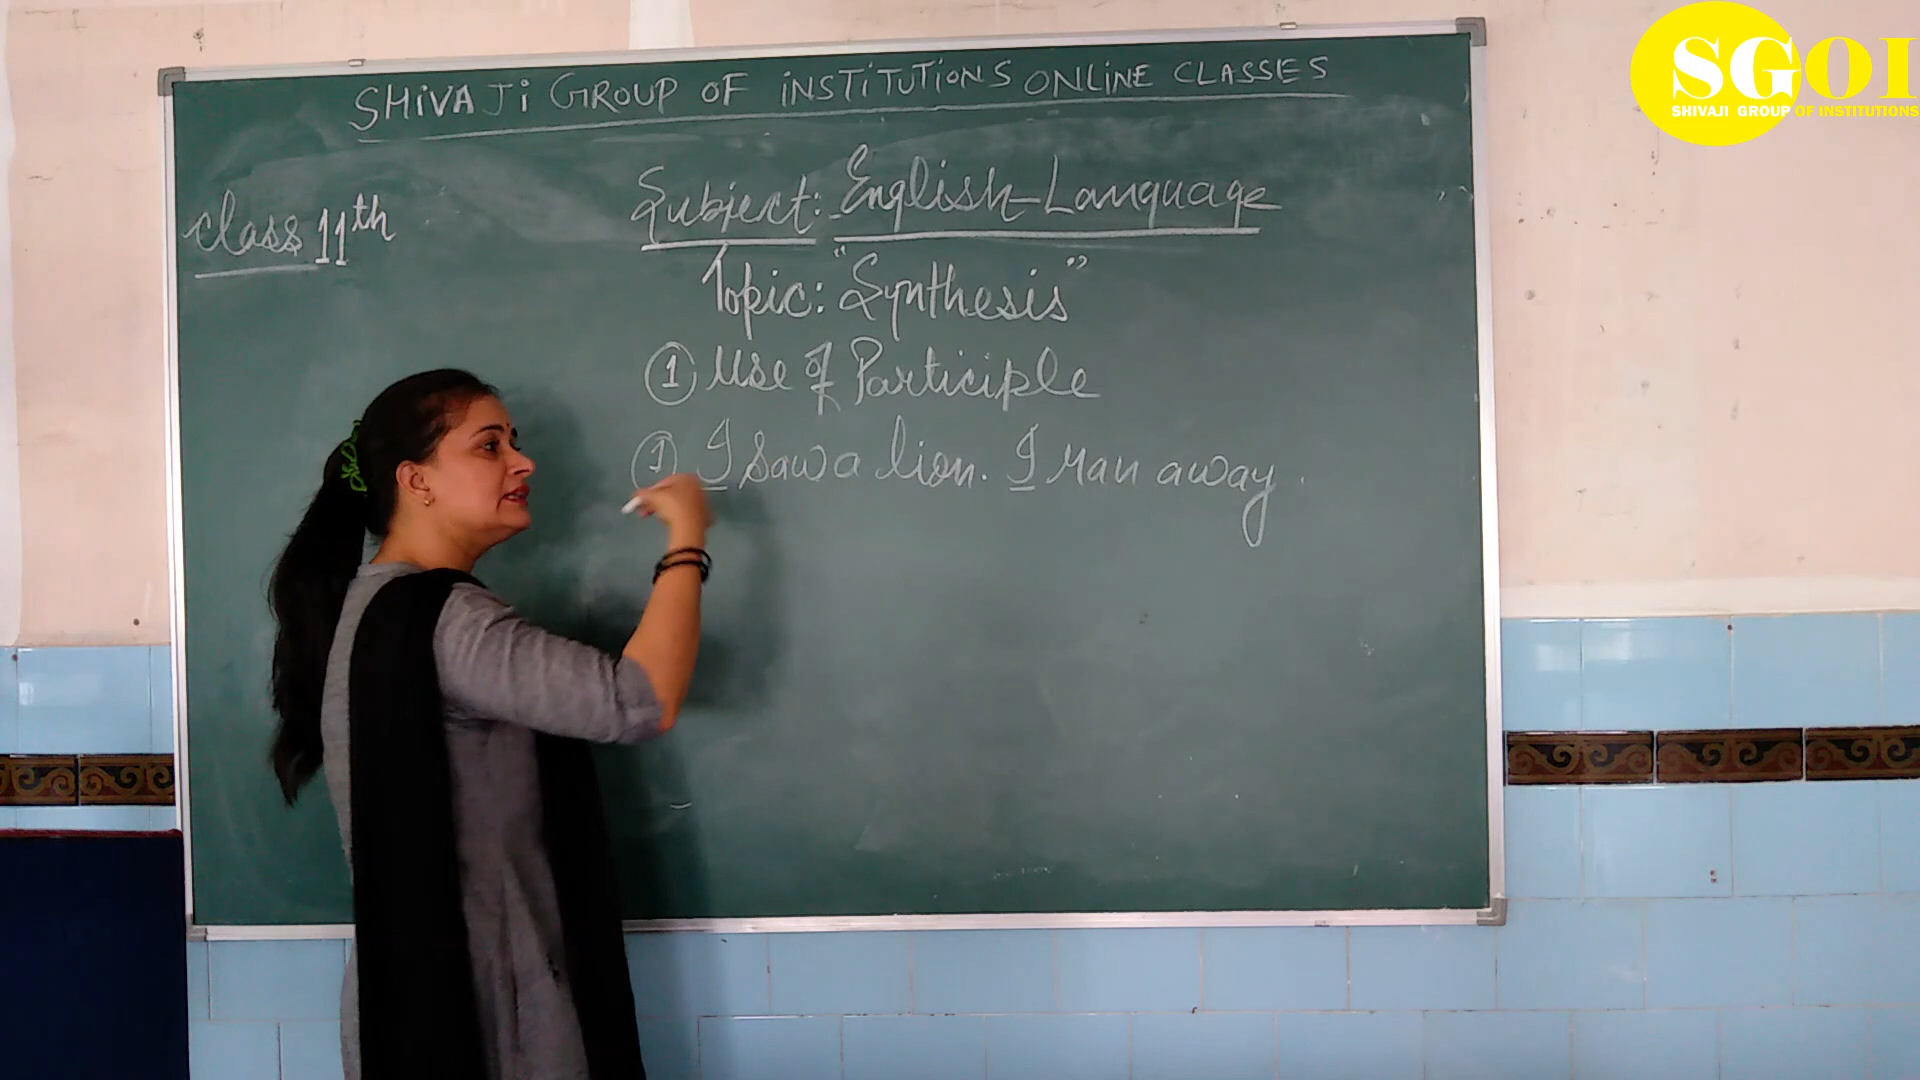 SHiVAJi GROUP OF iNSTiTUTiONS ONLiNE CLASSES
SGOI
SHIVAJI GROUP OF INSTITUTIONS
Class 11th
Subject:- English-Language
Topic: "Synthesis"
① Use of Participle
① I saw a lion. I ran away.